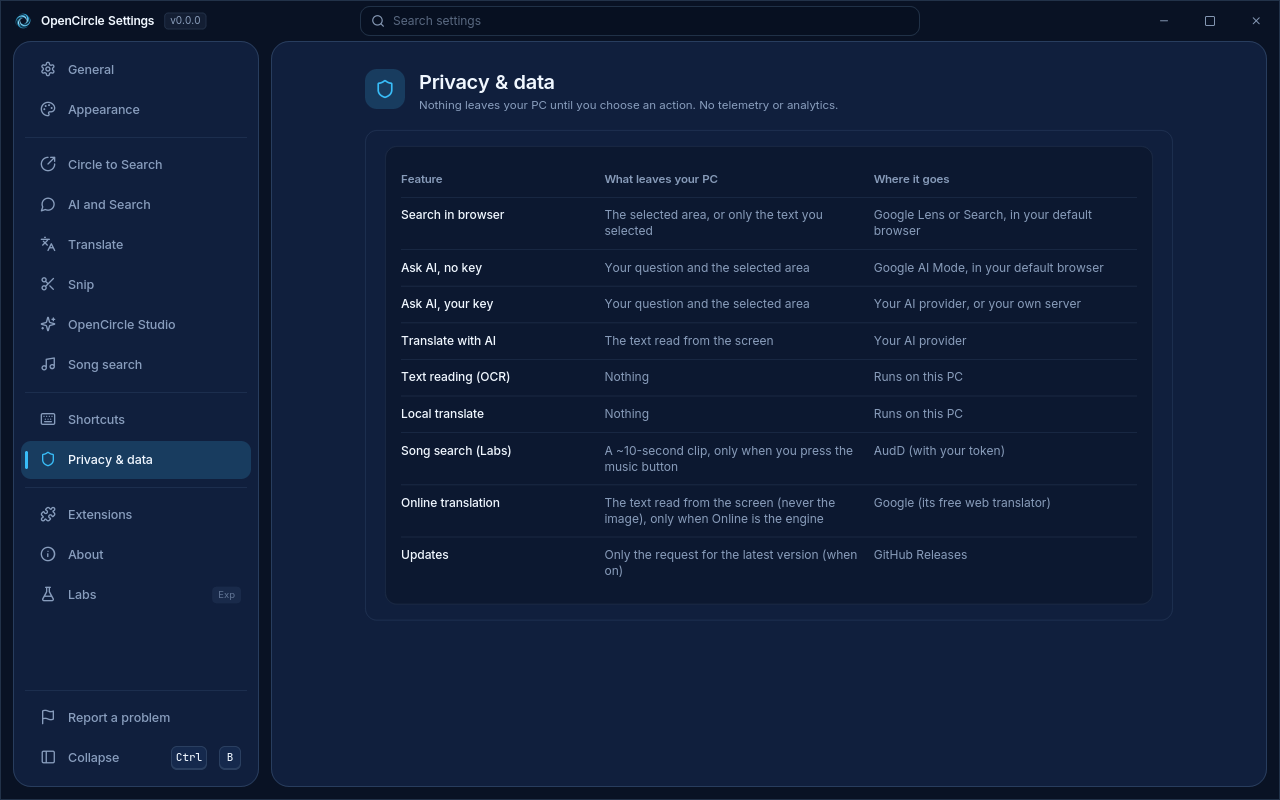 OpenCircle Settings v0.0.0
Search settings
General
Appearance
Circle to Search
AI and Search
Translate
Snip
OpenCircle Studio
Song search
Shortcuts
Privacy & data
Extensions
About
Labs Exp
Report a problem
Collapse Ctrl B
Privacy & data
Nothing leaves your PC until you choose an action. No telemetry or analytics.
Feature What leaves your PC Where it goes
Search in browser The selected area, or only the text you Google Lens or Search, in your default
selected browser
Ask AI, no key Your question and the selected area Google AI Mode, in your default browser
Ask AI, your key Your question and the selected area Your AI provider, or your own server
Translate with AI The text read from the screen Your AI provider
Text reading (OCR) Nothing Runs on this PC
Local translate Nothing Runs on this PC
Song search (Labs) A ~10-second clip, only when you press the AudD (with your token)
music button
Online translation The text read from the screen (never the Google (its free web translator)
image), only when Online is the engine
Updates Only the request for the latest version (when GitHub Releases
on)